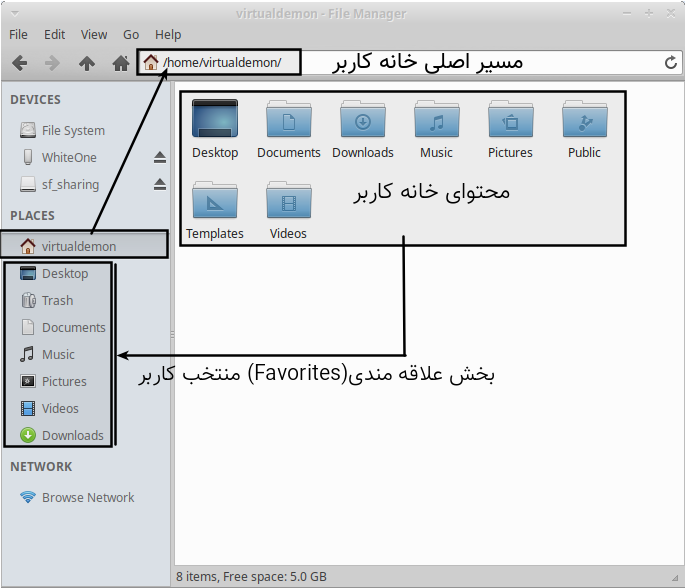 virtualdemon - File Manager
File Edit View Go Help
/home/virtualdemon/
مسیر اصلی خانه کاربر
DEVICES
File System
WhiteOne
sf_sharing
PLACES
virtualdemon
Desktop
Trash
Documents
Music
Pictures
Videos
Downloads
NETWORK
Browse Network
Desktop Documents Downloads Music Pictures Public
محتوای خانه کاربر
Templates Videos
بخش علاقه مندی(Favorites) منتخب کاربر
8 items, Free space: 5.0 GB